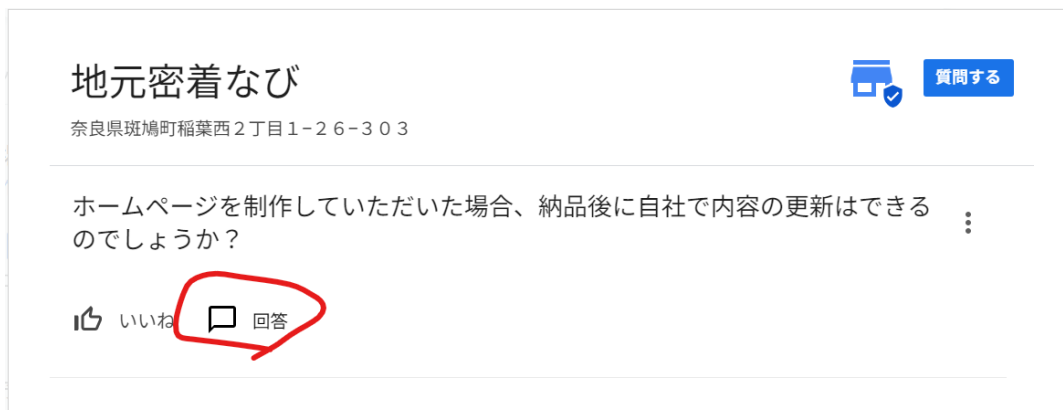 地元密着なび
質問する
奈良県斑鳩町稲葉西２丁目１−２６−３０３
ホームページを制作していただいた場合、納品後に自社で内容の更新はできる
のでしょうか？
いいね
回答